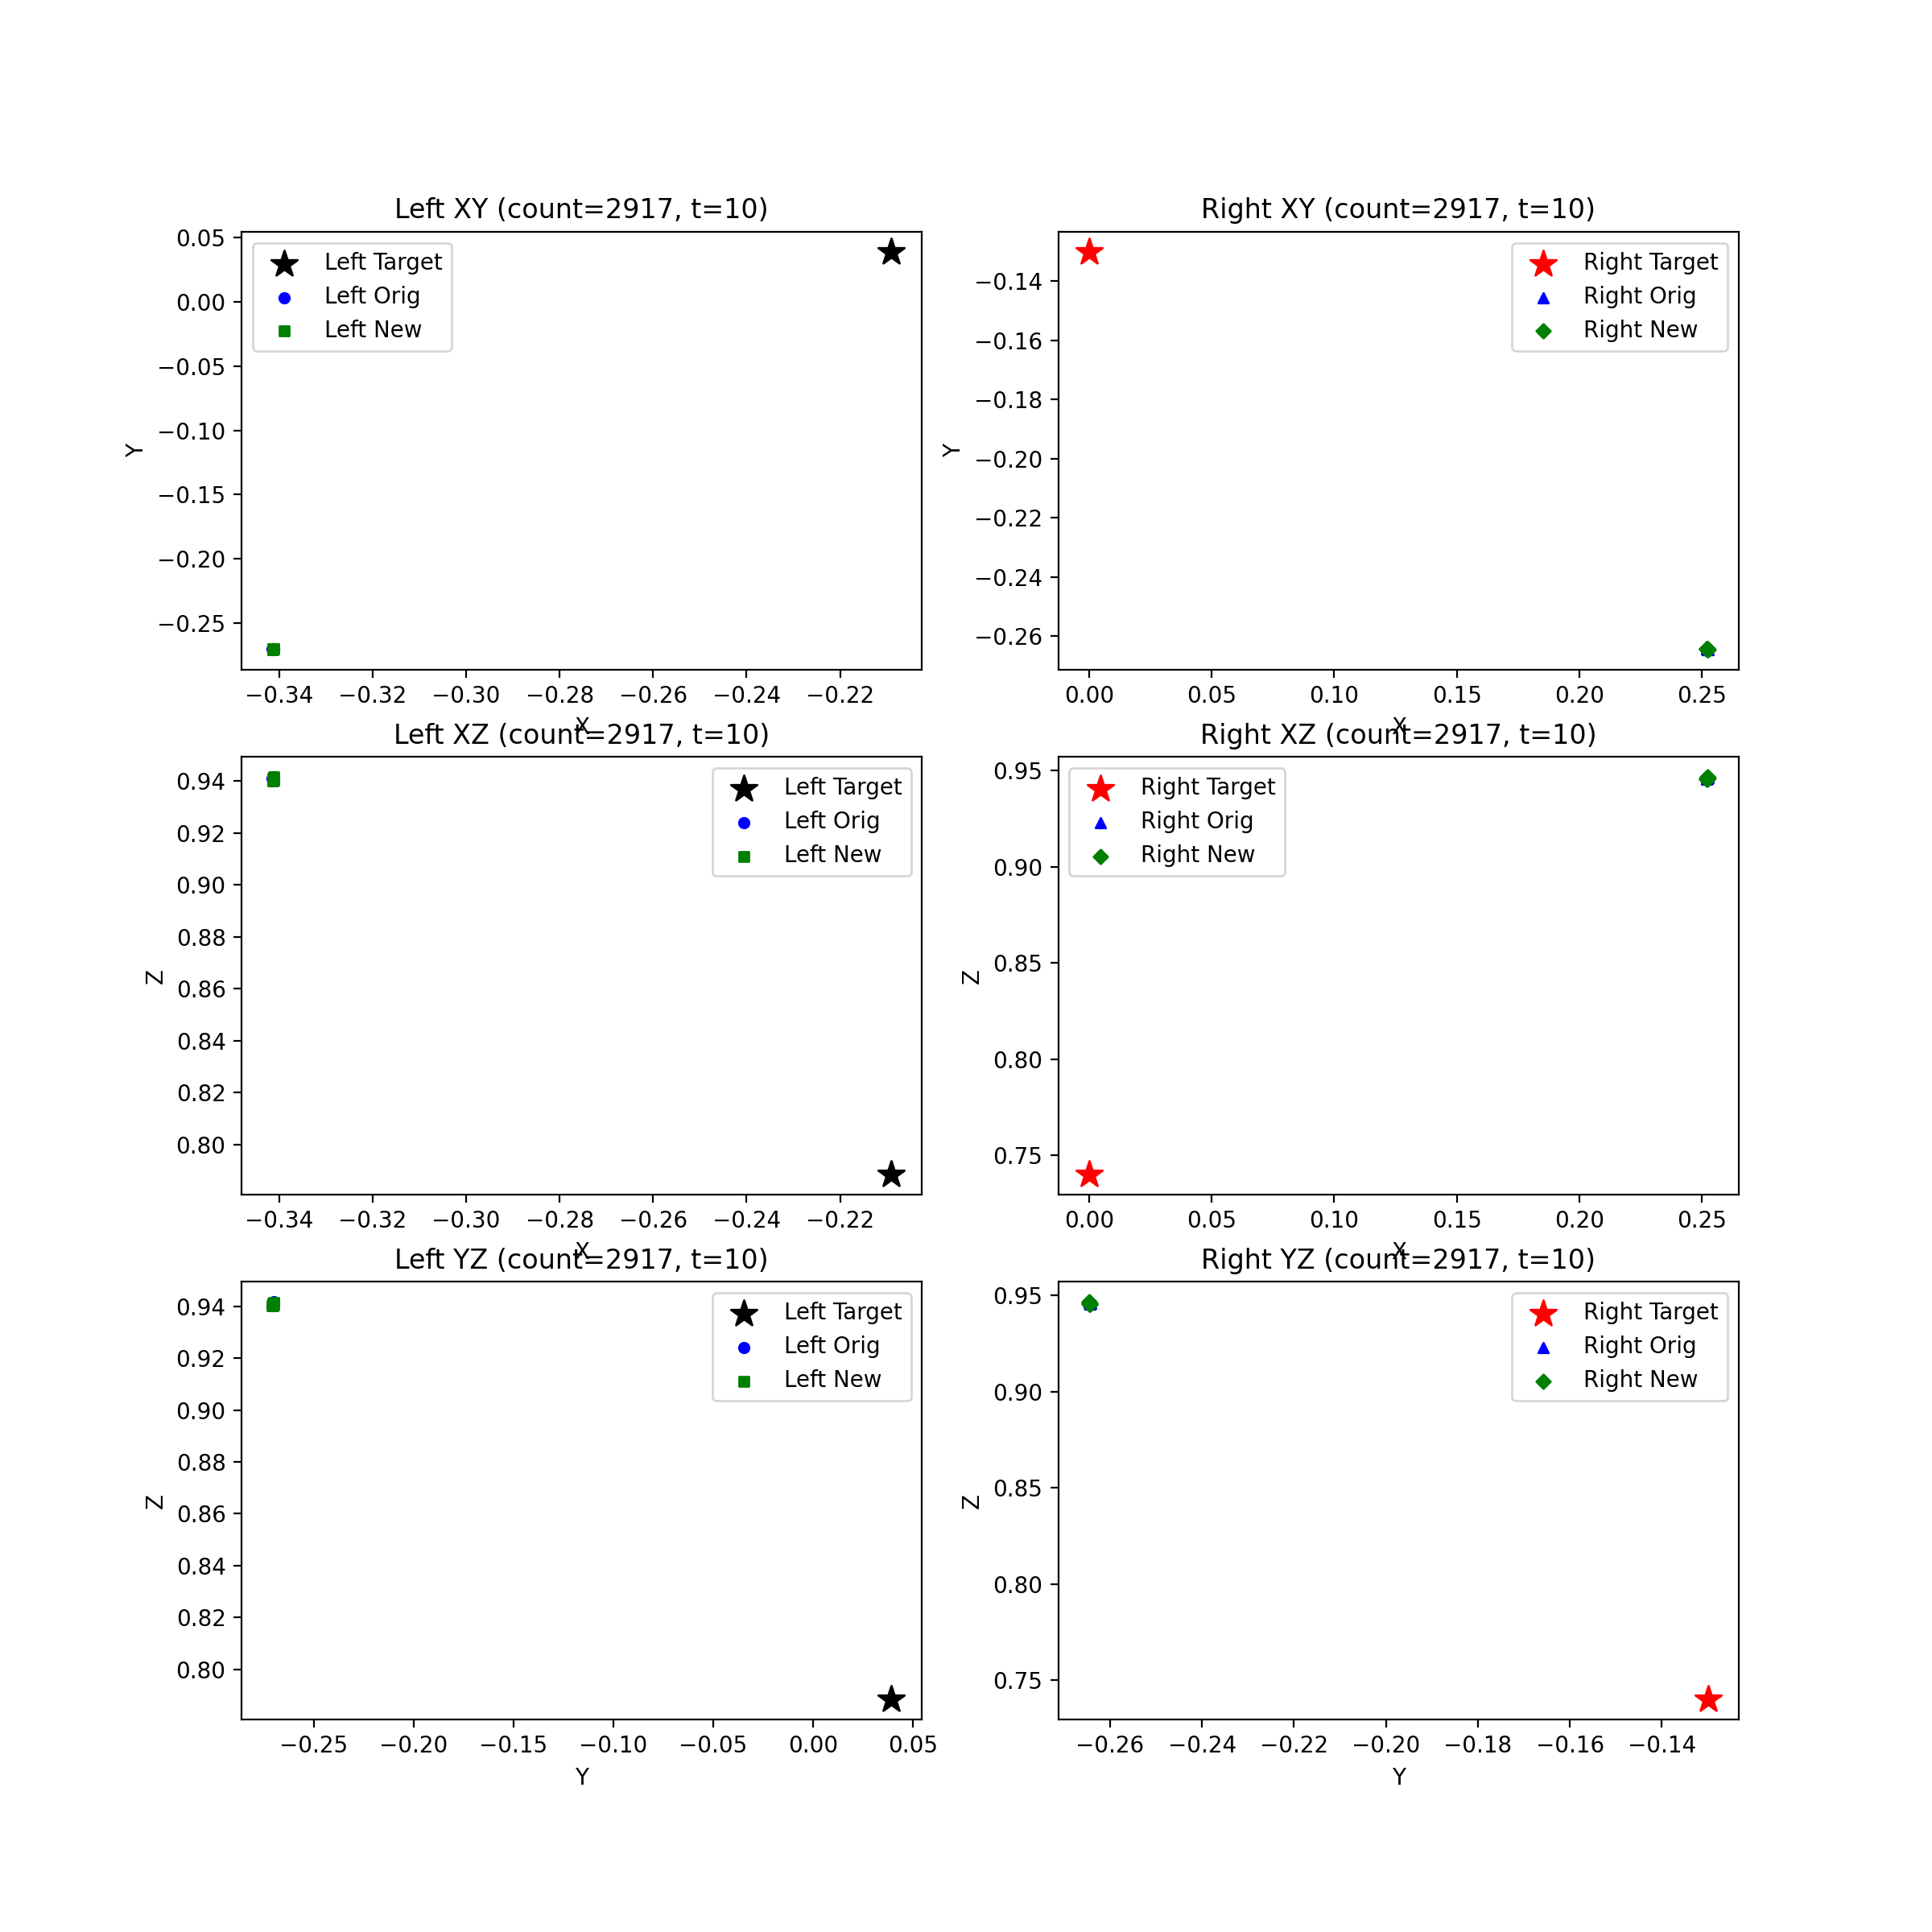 Left XY (count=2917, t=10)
0.05
0.00
−0.05
−0.10
−0.15
−0.20
−0.25
Y
Left Target
Left Orig
Left New
−0.34 −0.32 −0.30 −0.28 −0.26 −0.24 −0.22
X
Right XY (count=2917, t=10)
−0.14
−0.16
−0.18
−0.20
−0.22
−0.24
−0.26
Y
Right Target
Right Orig
Right New
0.00 0.05 0.10 0.15 0.20 0.25
X
Left XZ (count=2917, t=10)
0.94
0.92
0.90
0.88
0.86
0.84
0.82
0.80
Z
Left Target
Left Orig
Left New
−0.34 −0.32 −0.30 −0.28 −0.26 −0.24 −0.22
X
Right XZ (count=2917, t=10)
0.95
0.90
0.85
0.80
0.75
Z
Right Target
Right Orig
Right New
0.00 0.05 0.10 0.15 0.20 0.25
X
Left YZ (count=2917, t=10)
0.94
0.92
0.90
0.88
0.86
0.84
0.82
0.80
Z
Left Target
Left Orig
Left New
−0.25 −0.20 −0.15 −0.10 −0.05 0.00 0.05
Y
Right YZ (count=2917, t=10)
0.95
0.90
0.85
0.80
0.75
Z
Right Target
Right Orig
Right New
−0.26 −0.24 −0.22 −0.20 −0.18 −0.16 −0.14
Y